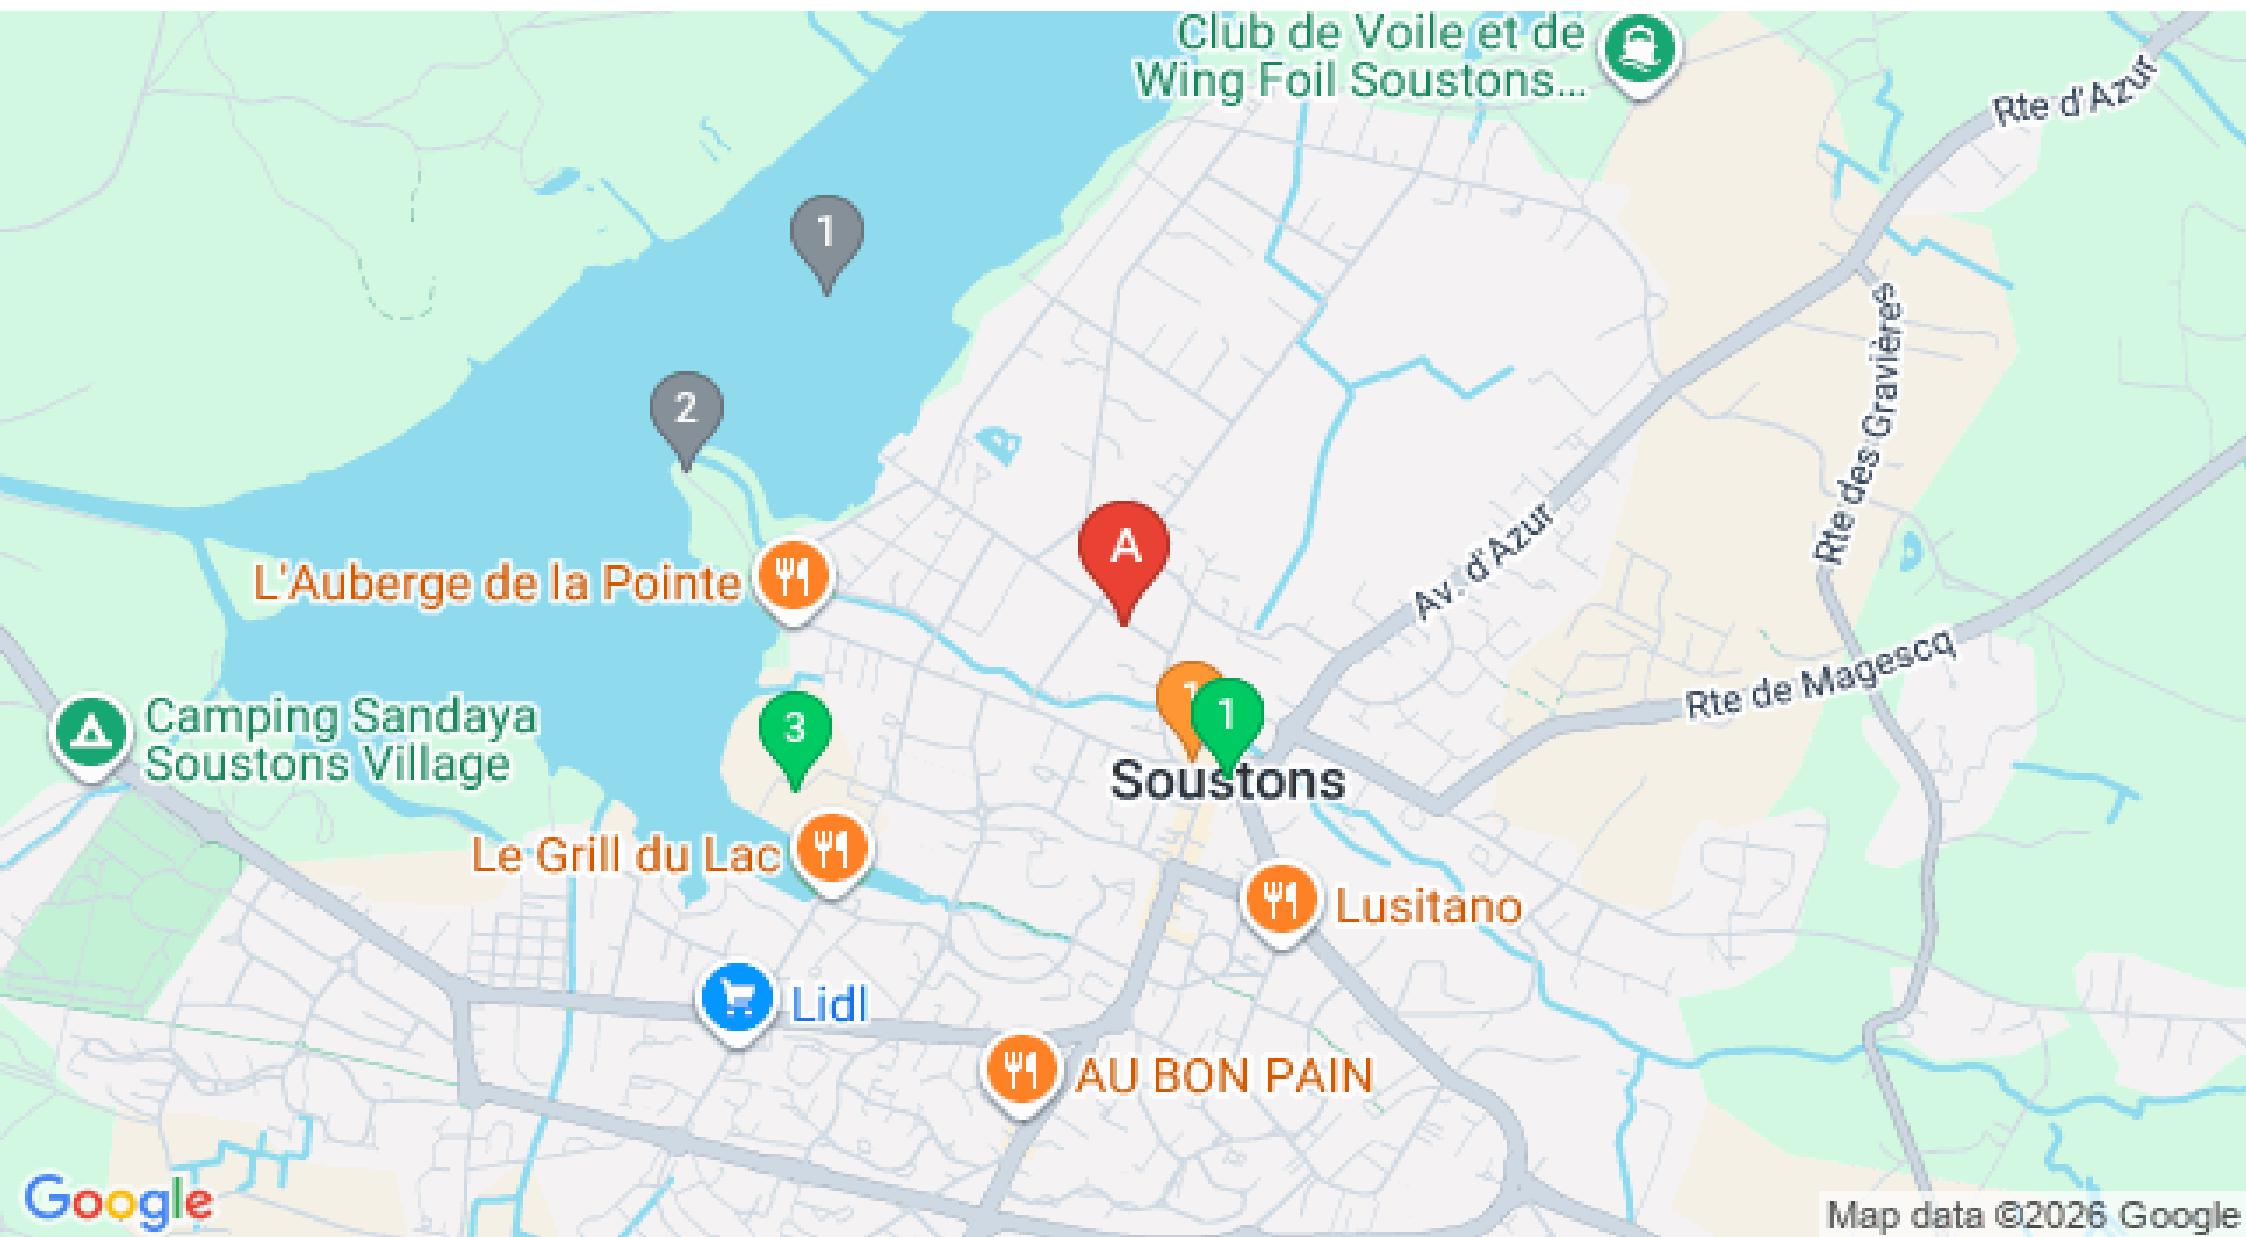 Club de Voile et de
Wing Foil Soustons...
Rte d'Azur
1
Rte des Gravières
2
A
Av. d'Azur
L'Auberge de la Pointe
Rte de Magescq
Camping Sandaya
Soustons Village
3
1
1
Soustons
Le Grill du Lac
Lusitano
Lidl
AU BON PAIN
Google
Map data ©2026 Google